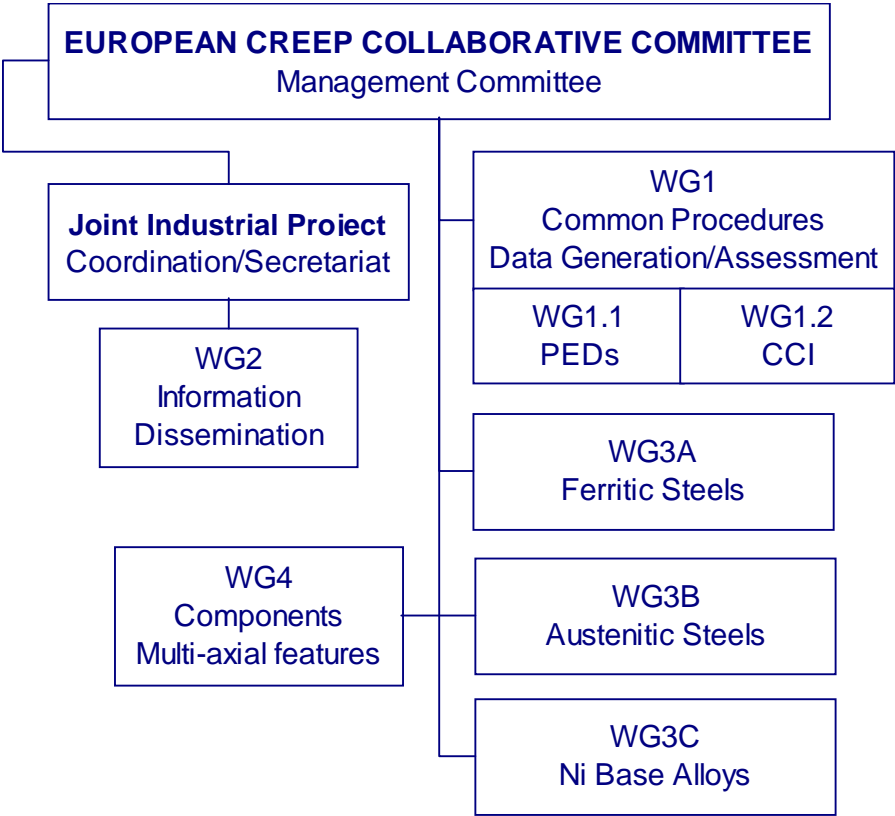 EUROPEAN CREEP COLLABORATIVE COMMITTEE
Management Committee
Joint Industrial Project
Coordination/Secretariat
WG2
Information
Dissemination
WG4
Components
Multi-axial features
WG1
Common Procedures
Data Generation/Assessment
WG1.1
PEDs
WG1.2
CCI
WG3A
Ferritic Steels
WG3B
Austenitic Steels
WG3C
Ni Base Alloys